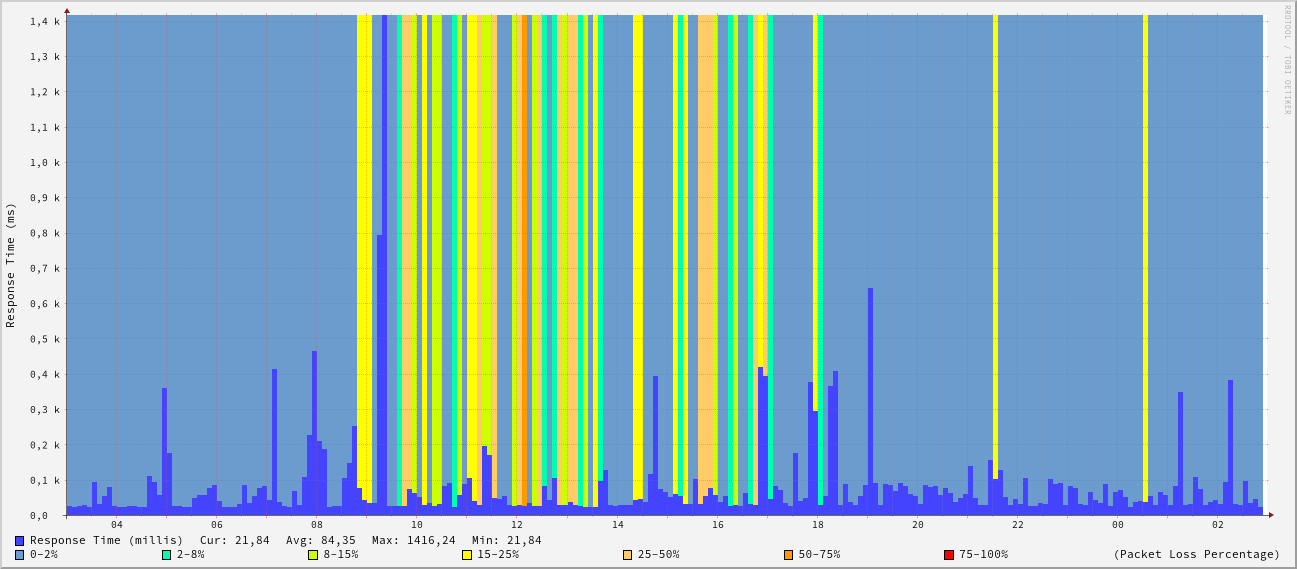 RRDTOOL / TOBI OETIKER
Response Time (ms)
1,4 k
1,3 k
1,2 k
1,1 k
1,0 k
0,9 k
0,8 k
0,7 k
0,6 k
0,5 k
0,4 k
0,3 k
0,2 k
0,1 k
0,0
04 06 08 10 12 14 16 18 20 22 00 02
Response Time (millis) Cur: 21,84 Avg: 84,35 Max: 1416,24 Min: 21,84
0-2% 2-8% 8-15% 15-25% 25-50% 50-75% 75-100% (Packet Loss Percentage)